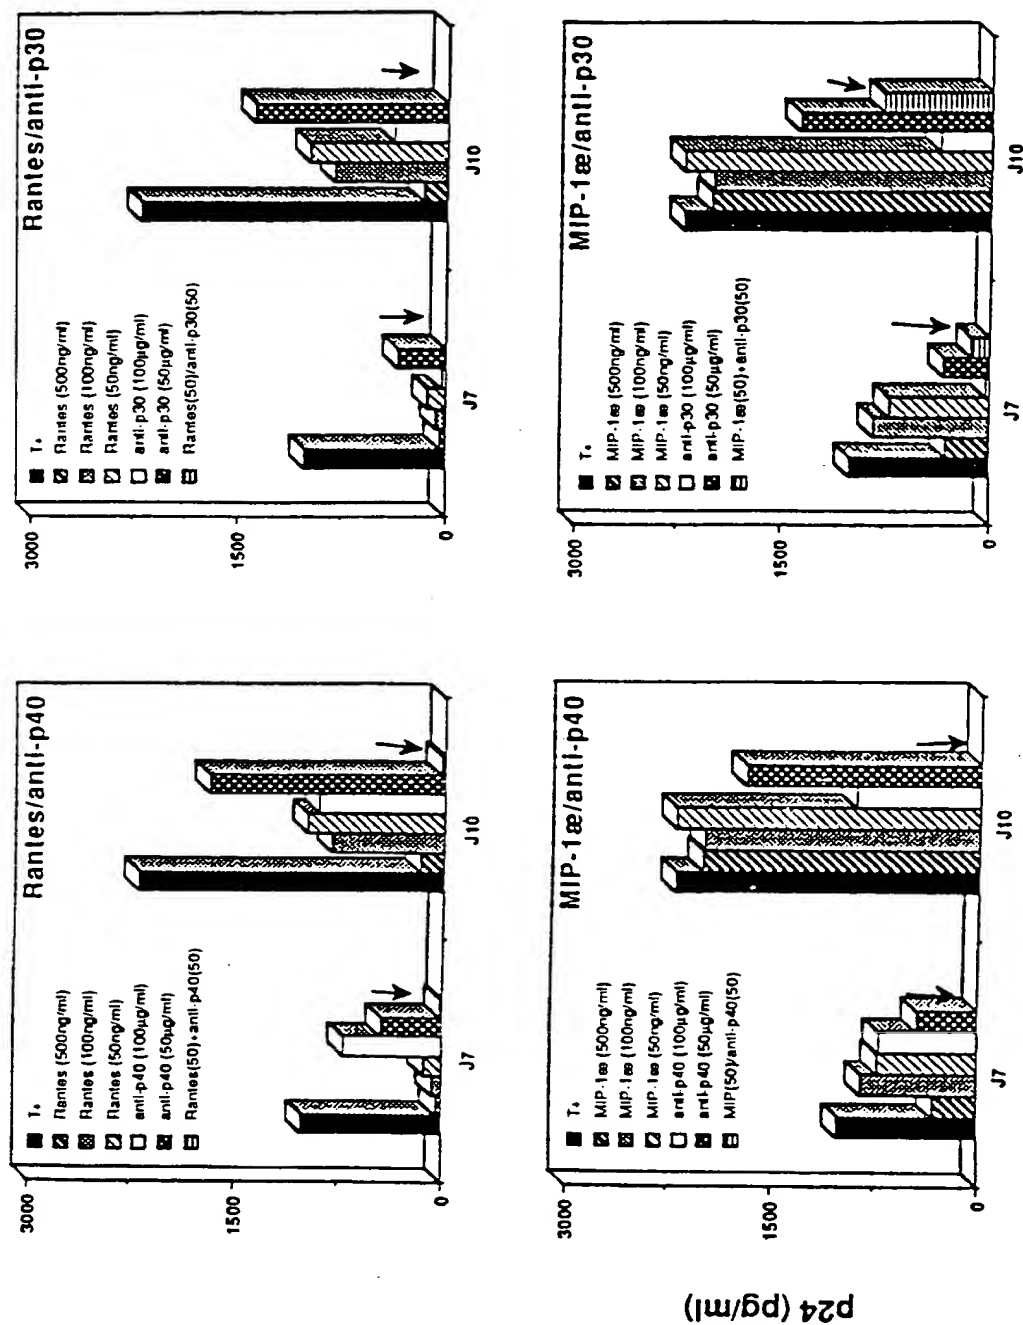 Rantes/anti-p40
3000
1500
0
Rantes (500ng/ml)
Rantes (100ng/ml)
Rantes (50ng/ml)
anti-p40 (100µg/ml)
anti-p40 (50µg/ml)
Rantes(50)+anti-p40(50)
J7
J10
Rantes/anti-p30
3000
1500
0
Rantes (500ng/ml)
Rantes (100ng/ml)
Rantes (50ng/ml)
anti-p30 (100µg/ml)
anti-p30 (50µg/ml)
Rantes(50)/anti-p30(50)
J7
J10
MIP-1æ/anti-p40
3000
1500
0
MIP-1æ (500ng/ml)
MIP-1æ (100ng/ml)
MIP-1æ (50ng/ml)
anti-p40 (100µg/ml)
anti-p40 (50µg/ml)
MIP(50)/anti-p40(50)
J7
J10
MIP-1æ/anti-p30
3000
1500
0
MIP-1æ (500ng/ml)
MIP-1æ (100ng/ml)
MIP-1æ (50ng/ml)
anti-p30 (100µg/ml)
anti-p30 (50µg/ml)
MIP-1æ(50)+anti-p30(50)
J7
J10
p24 (pg/ml)